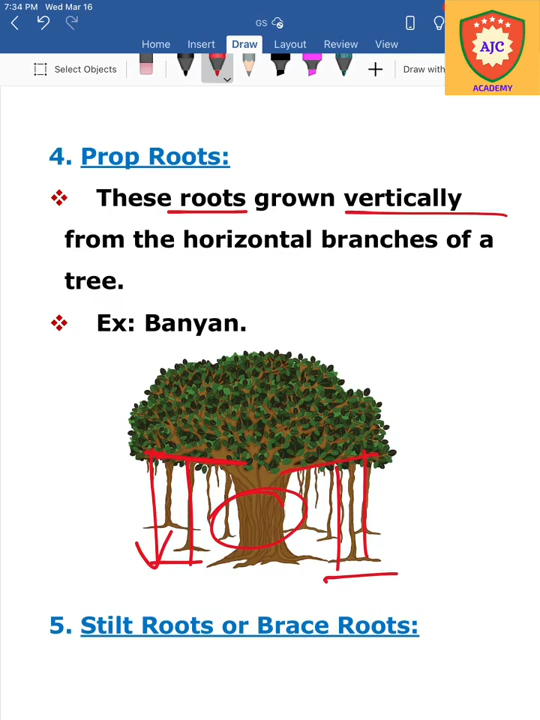 7:34 PM Wed Mar 16
GS
Home Insert Draw Layout Review View
Select Objects
Draw with
AJC
ACADEMY
4. Prop Roots:
❖ These roots grown vertically
from the horizontal branches of a
tree.
❖ Ex: Banyan.
5. Stilt Roots or Brace Roots: